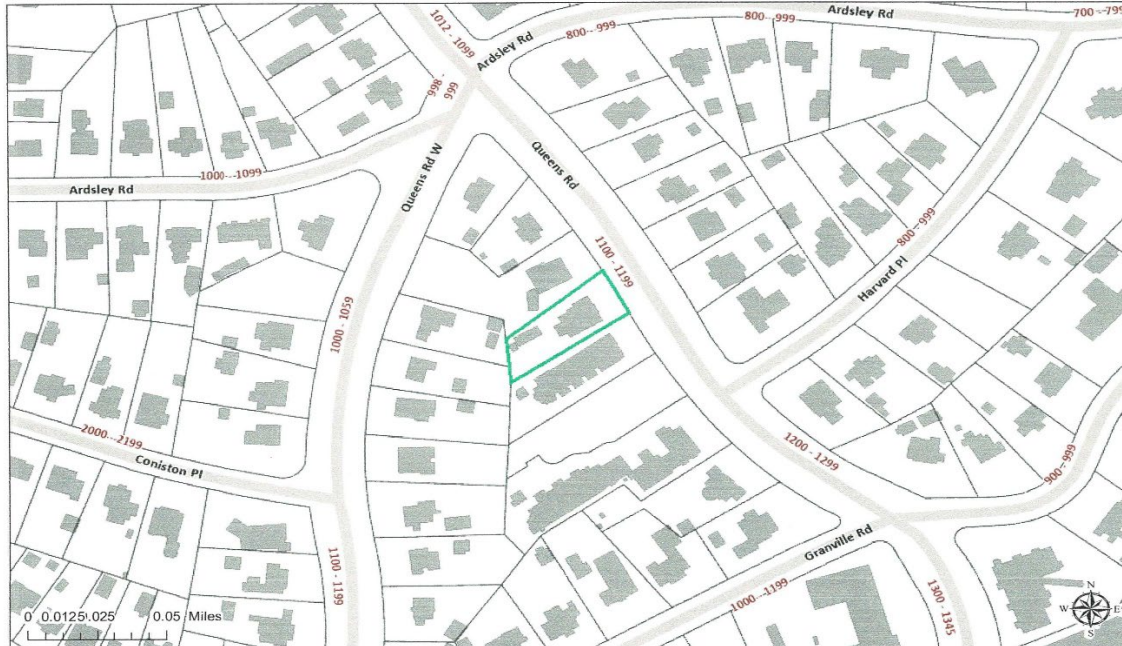 Ardsley Rd
700 - 799
800 - 999
1012 - 1099
800 - 999
Ardsley Rd
998 -
999
Queens Rd
1000 - 1099
Ardsley Rd
Queens Rd W
800 - 999
1100 - 1199
Harvard Pl
1000 - 1059
2000 - 2199
Coniston Pl
1200 - 1299
900 - 999
Granville Rd
1100 - 1199
1000 - 1199
1300 - 1345
0 0.0125 0.025 0.05 Miles
N
W E
S